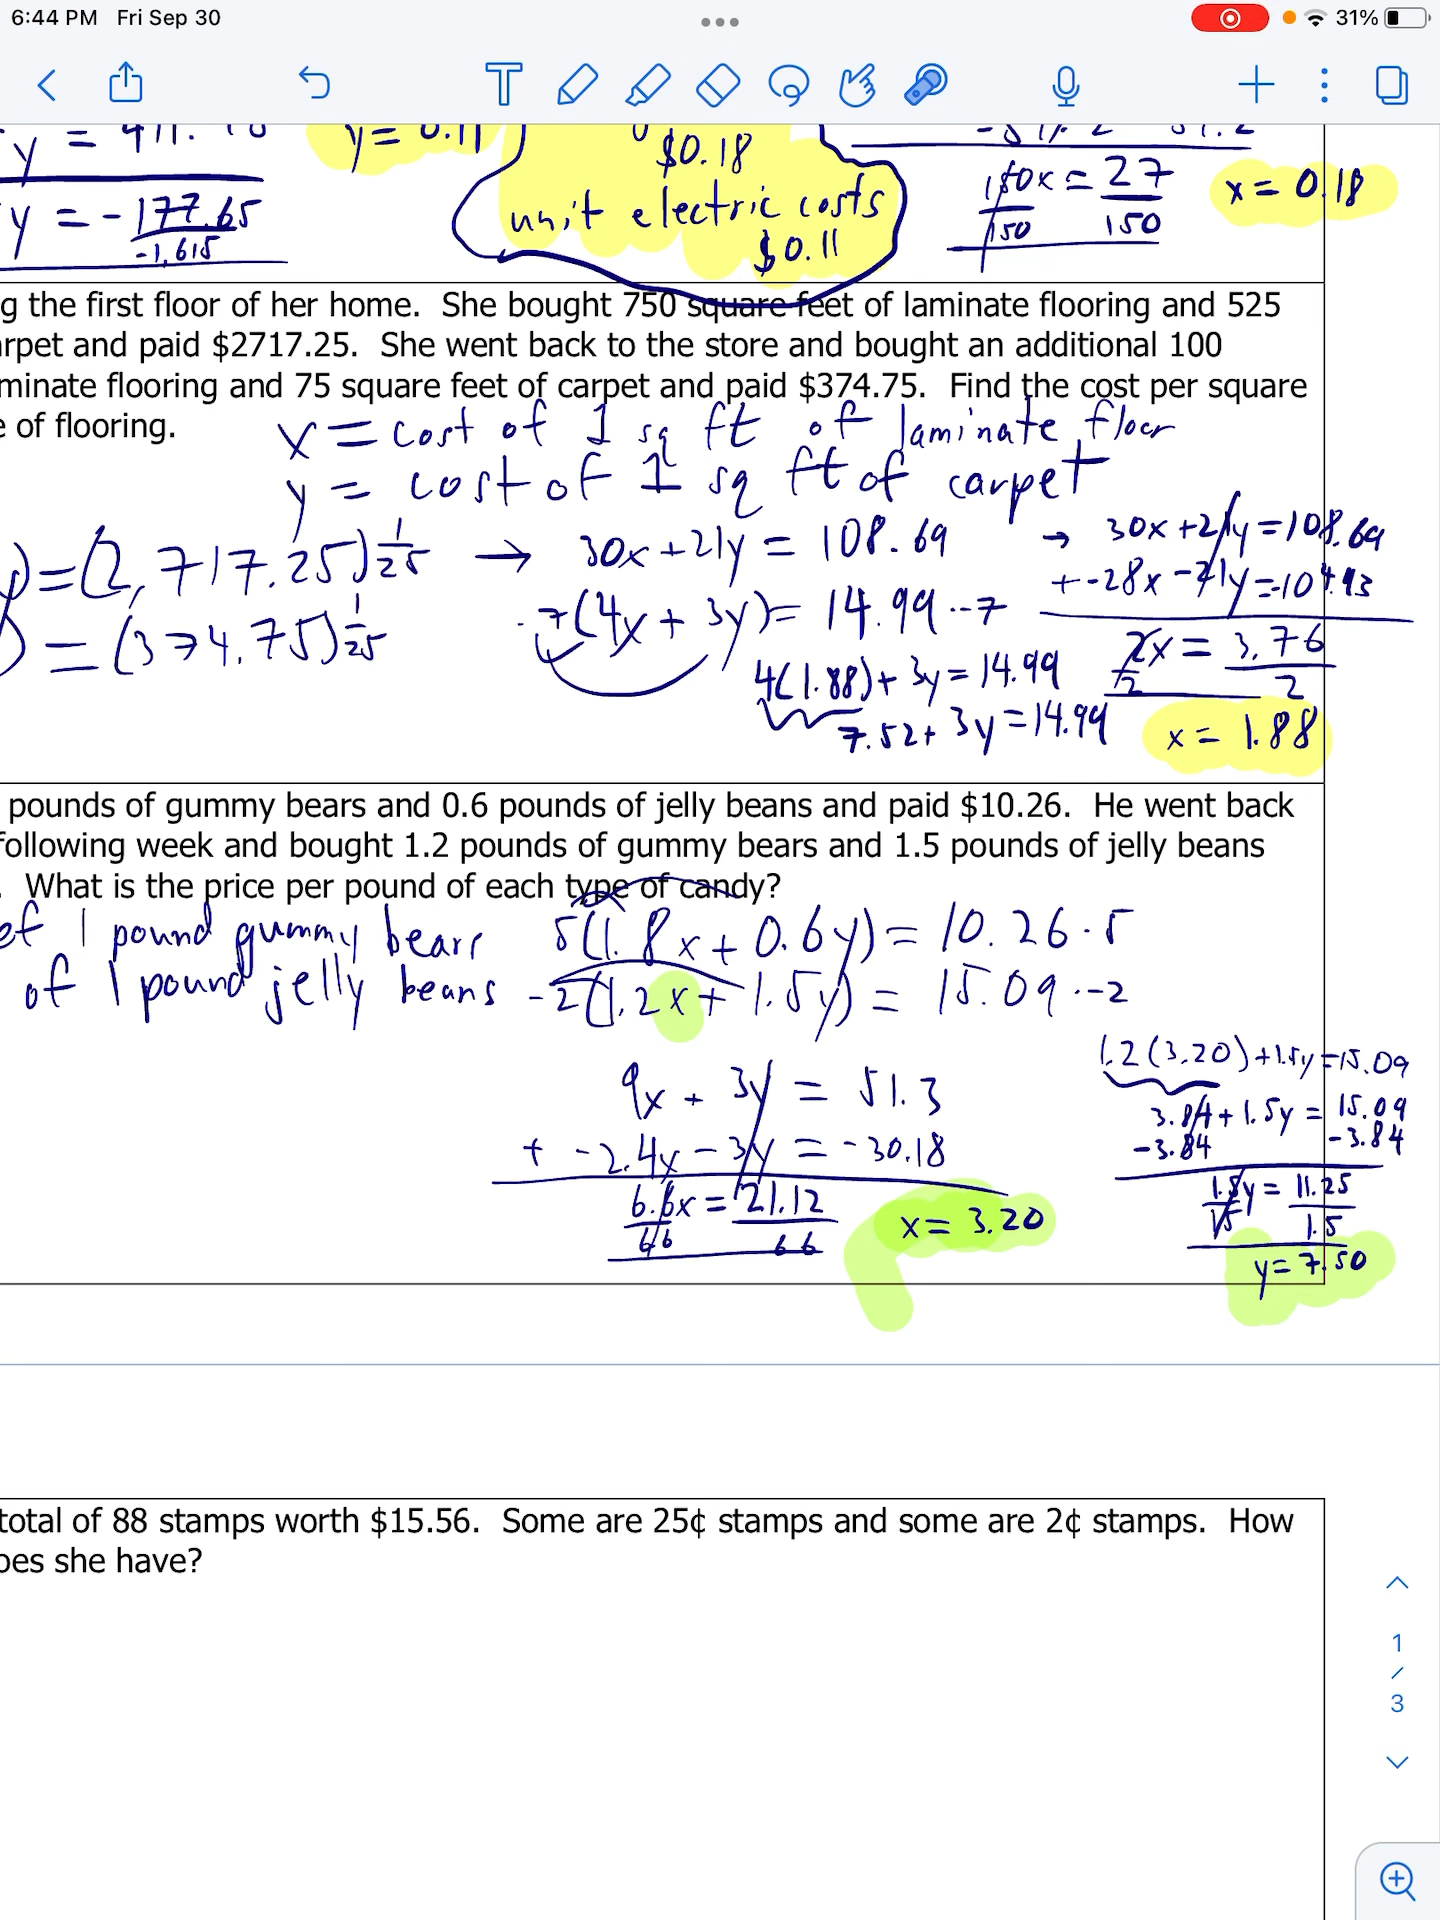 6:44 PM Fri Sep 30
31%
y = 411.
y = 0.11
$0.18
unit electric costs
$0.11
150x = 27
150 150
x = 0.18
y = -177.65
-1.615
g the first floor of her home. She bought 750 square feet of laminate flooring and 525
rpet and paid $2717.25. She went back to the store and bought an additional 100
minate flooring and 75 square feet of carpet and paid $374.75. Find the cost per square
e of flooring.
x = cost of 1 sq ft of laminate floor
y = cost of 1 sq ft of carpet
)=(2,717.25)1/25 → 30x+21y = 108.69
) = (374.75)1/25
-7(4x + 3y) = 14.99·-7
4(1.88)+3y=14.99
7.52+3y=14.99
→ 30x+21y=108.69
+-28x-21y=-104.93
2x = 3.76
2 2
x = 1.88
pounds of gummy bears and 0.6 pounds of jelly beans and paid $10.26. He went back
following week and bought 1.2 pounds of gummy bears and 1.5 pounds of jelly beans
. What is the price per pound of each type of candy?
of 1 pound gummy bears
of 1 pound jelly beans
5(1.8x + 0.6y) = 10.26·5
-2(1.2x + 1.5y) = 15.09·-2
9x + 3y = 51.3
+ -2.4x - 3y = -30.18
6.6x = 21.12
6.6 6.6
x = 3.20
1.2(3.20)+1.5y=15.09
3.84+1.5y = 15.09
-3.84 -3.84
1.5y = 11.25
1.5 1.5
y = 7.50
total of 88 stamps worth $15.56. Some are 25¢ stamps and some are 2¢ stamps. How
pes she have?
1
/
3